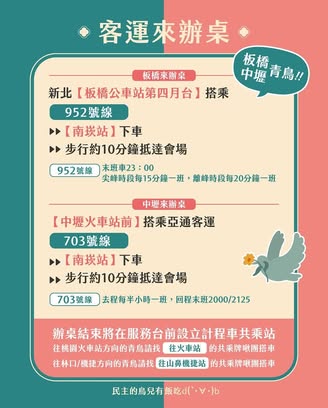 客運來辦桌
板橋
中壢 青鳥!!
板橋來辦桌
新北【板橋公車站第四月台】搭乘
952號線
▸▸【南崁站】下車
▸▸ 步行約10分鐘抵達會場
952號線
末班車23：00
尖峰時段每15分鐘一班，離峰時段每20分鐘一班
中壢來辦桌
【中壢火車站前】搭乘亞通客運
703號線
▸▸【南崁站】下車
▸▸ 步行約10分鐘抵達會場
703號線 去程每半小時一班，回程末班2000/2125
辦桌結束將在服務台前設立計程車共乘站
往桃園火車站方向的青鳥請找 往火車站 的共乘牌揪團搭車
往林口/機捷方向的青鳥請找 往山鼻機捷站 的共乘牌揪團搭車
民主的鳥兒有飯吃d(`･∀･)b